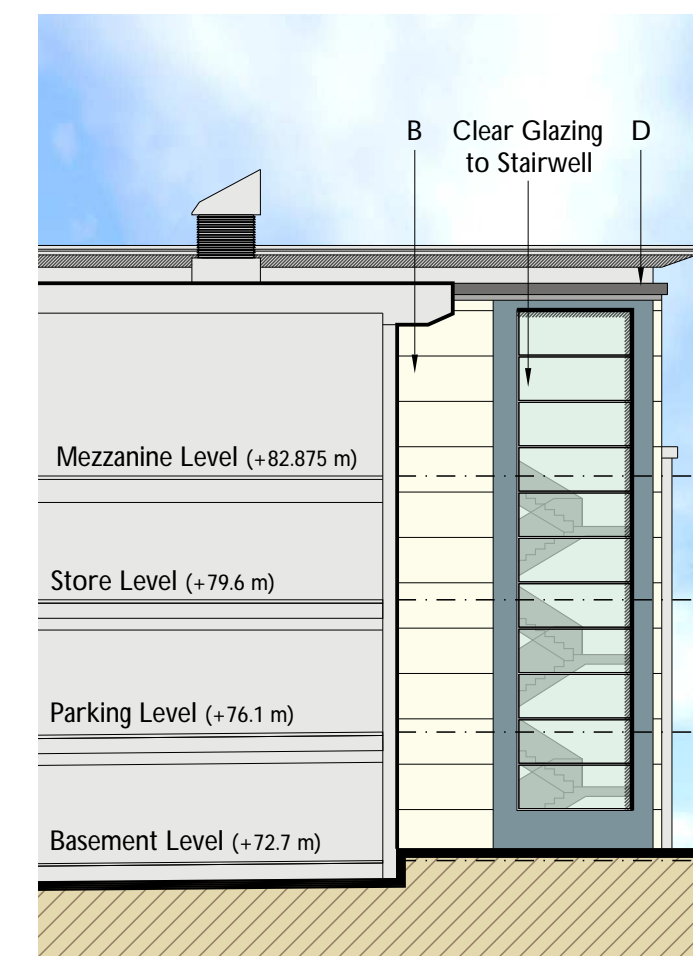 B
Clear Glazing
to Stairwell
D
Mezzanine Level (+82.875 m)
Store Level (+79.6 m)
Parking Level (+76.1 m)
Basement Level (+72.7 m)